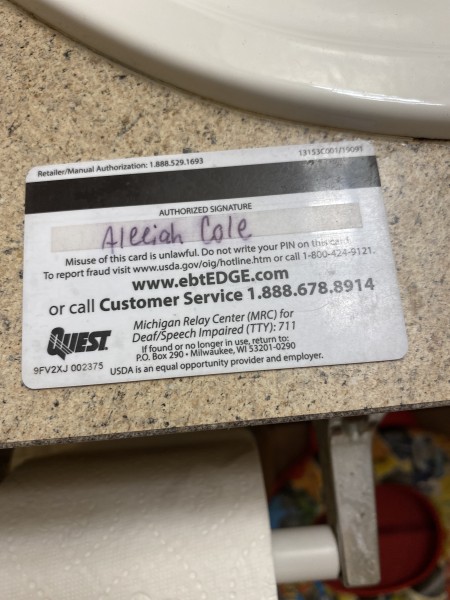 Retailer/Manual Authorization: 1.888.529.1693
13153C001/19091
AUTHORIZED SIGNATURE
Aleeiah Cole
Misuse of this card is unlawful. Do not write your PIN on this card.
To report fraud visit www.usda.gov/oig/hotline.htm or call 1-800-424-9121.
www.ebtEDGE.com
or call Customer Service 1.888.678.8914
QUEST
Michigan Relay Center (MRC) for
Deaf/Speech Impaired (TTY): 711
If found or no longer in use, return to:
P.O. Box 290 • Milwaukee, WI 53201-0290
9FV2XJ 002375
USDA is an equal opportunity provider and employer.